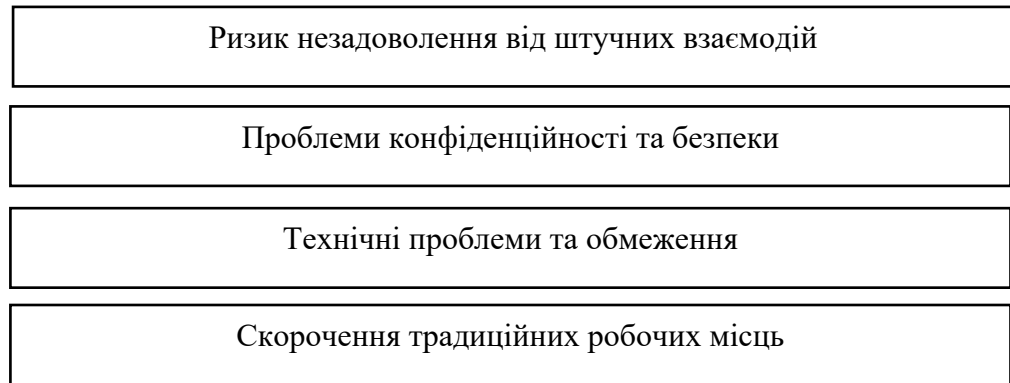 Ризик незадоволення від штучних взаємодій
Проблеми конфіденційності та безпеки
Технічні проблеми та обмеження
Скорочення традиційних робочих місць